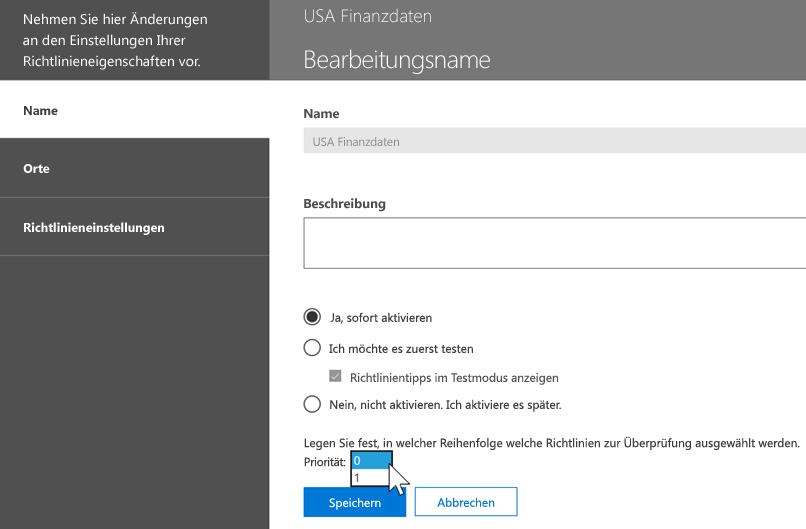 Nehmen Sie hier Änderungen
an den Einstellungen Ihrer
Richtlinieneigenschaften vor.
Name
Orte
Richtlinieneinstellungen
USA Finanzdaten
Bearbeitungsname
Name
USA Finanzdaten
Beschreibung
Ja, sofort aktivieren
Ich möchte es zuerst testen
Richtlinientipps im Testmodus anzeigen
Nein, nicht aktivieren. Ich aktiviere es später.
Legen Sie fest, in welcher Reihenfolge welche Richtlinien zur Überprüfung ausgewählt werden.
Priorität: 0
1
Speichern Abbrechen